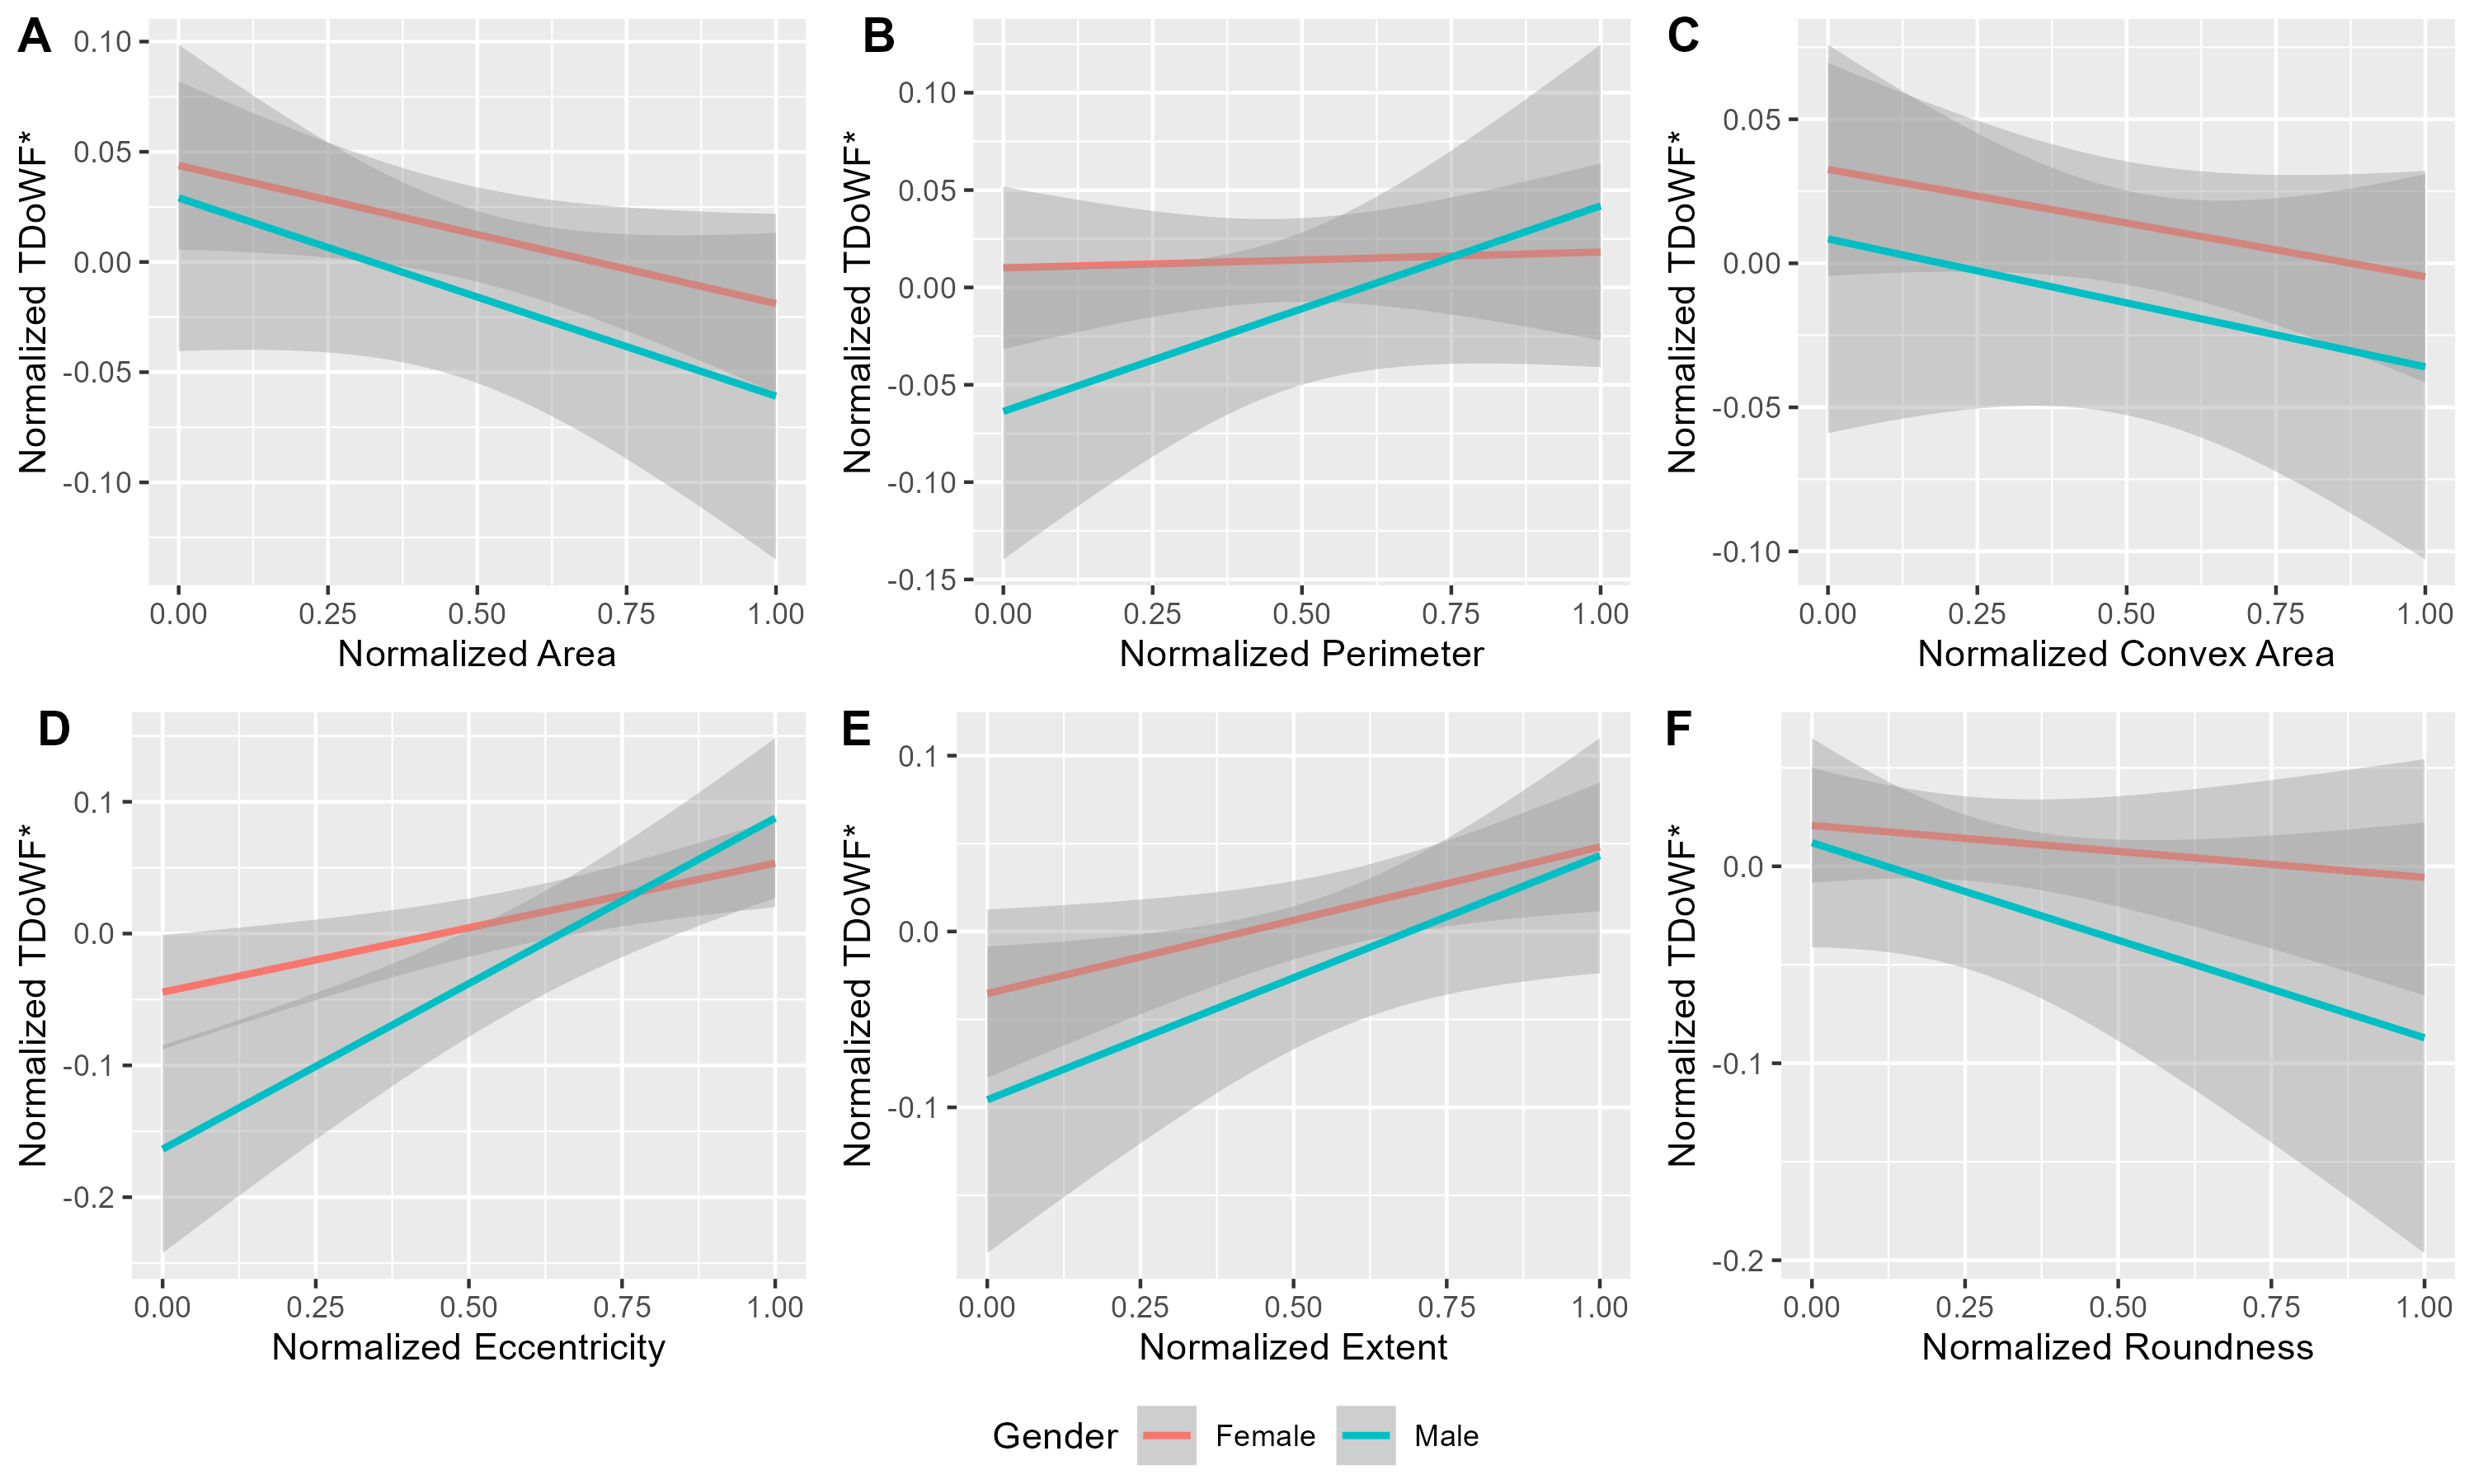 A
B
C
Normalized TDoWF*
0.10
0.05
0.00
-0.05
-0.10
0.00 0.25 0.50 0.75 1.00
Normalized Area
Normalized TDoWF*
0.10
0.05
0.00
-0.05
-0.10
-0.15
0.00 0.25 0.50 0.75 1.00
Normalized Perimeter
Normalized TDoWF*
0.05
0.00
-0.05
-0.10
0.00 0.25 0.50 0.75 1.00
Normalized Convex Area
D
E
F
Normalized TDoWF*
0.1
0.0
-0.1
-0.2
0.00 0.25 0.50 0.75 1.00
Normalized Eccentricity
Normalized TDoWF*
0.1
0.0
-0.1
0.00 0.25 0.50 0.75 1.00
Normalized Extent
Normalized TDoWF*
0.0
-0.1
-0.2
0.00 0.25 0.50 0.75 1.00
Normalized Roundness
Gender Female Male